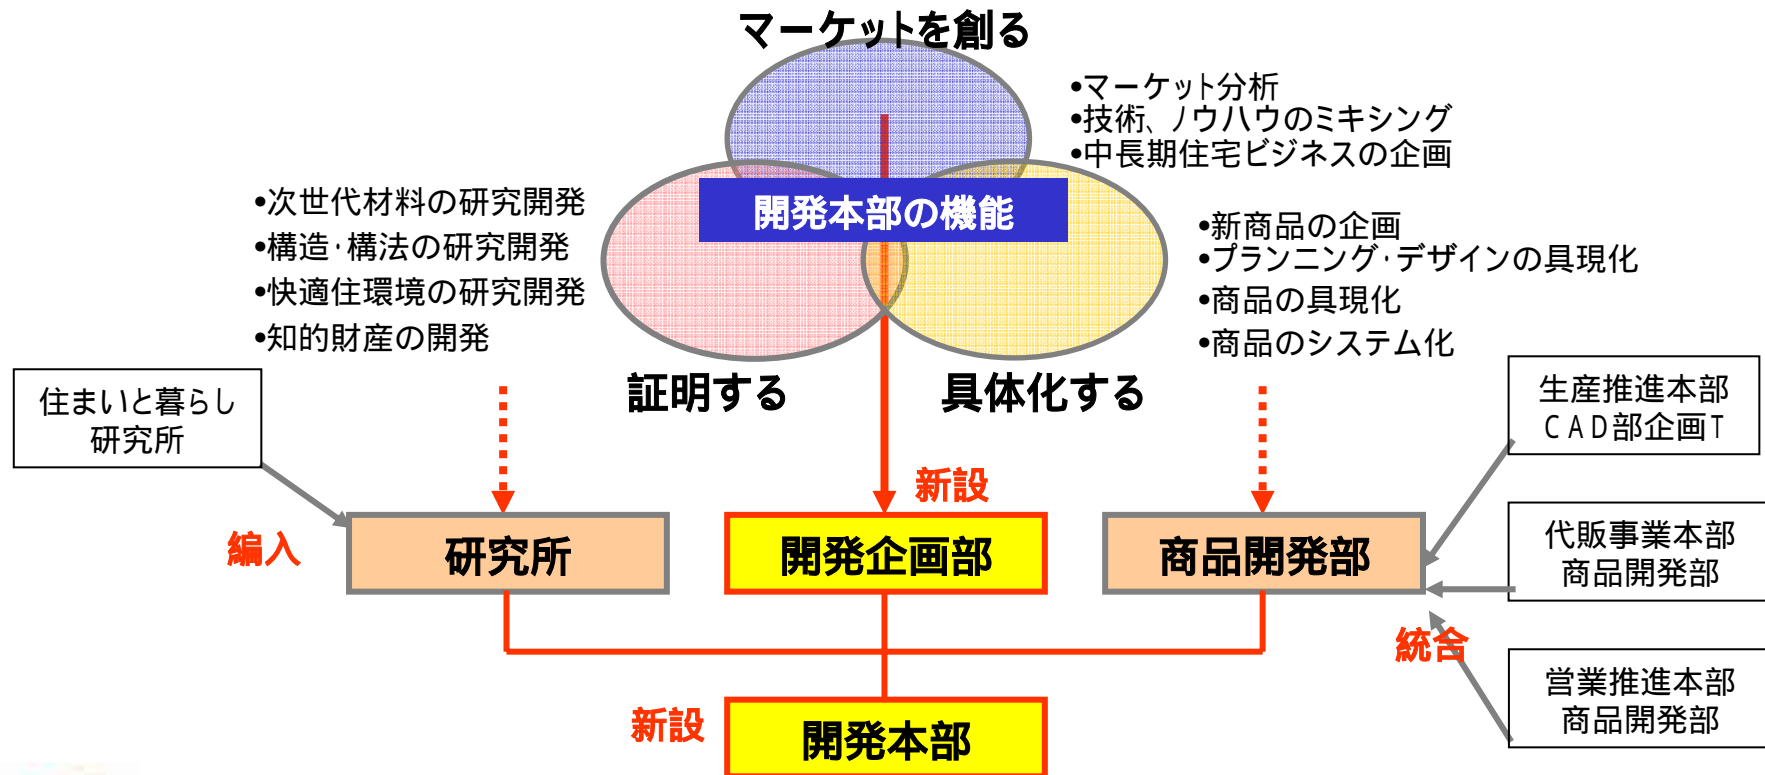 マーケットを創る
•マーケット分析
•技術、ノウハウのミキシング
•中長期住宅ビジネスの企画
開発本部の機能
•次世代材料の研究開発
•構造·構法の研究開発
•快適住環境の研究開発
•知的財産の開発
•新商品の企画
•プランニング·デザインの具現化
•商品の具現化
•商品のシステム化
証明する
具体化する
住まいと暮らし
研究所
生産推進本部
CAD部企画T
新設
編入
研究所
開発企画部
商品開発部
代販事業本部
商品開発部
統合
営業推進本部
商品開発部
新設
開発本部